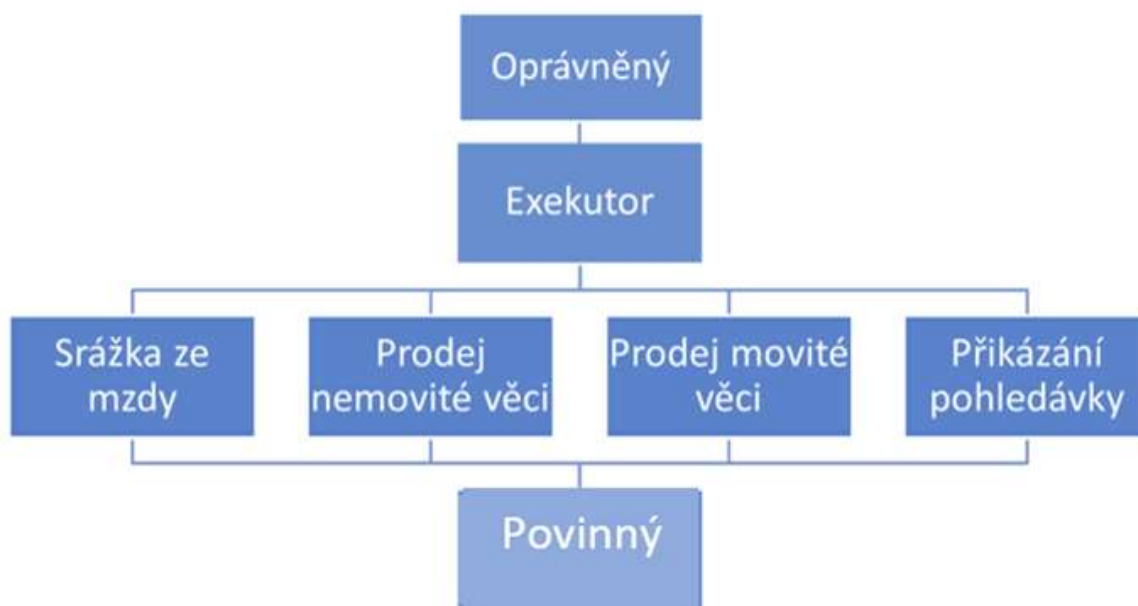 Oprávněný
Exekutor
Srážka ze
mzdy
Prodej
nemovité věci
Prodej movité
věci
Přikázání
pohledávky
Povinný